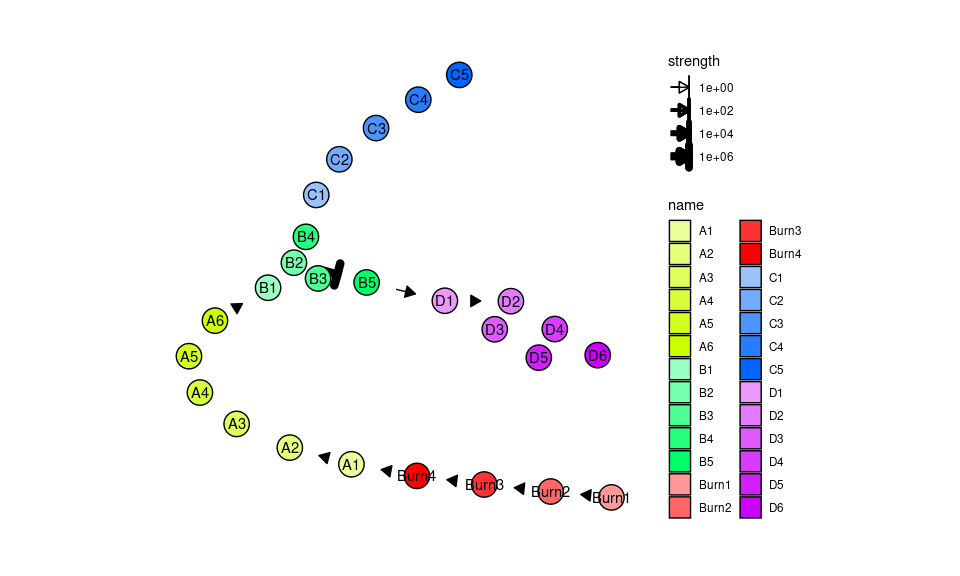 C5
C4
C3
C2
C1
B4
B2
B3
B5
B1
D1
D2
A6
D3
D4
A5
D5
D6
A4
A3
A2
A1
Burn4
Burn3
Burn2
Burn1
strength
1e+00
1e+02
1e+04
1e+06
name
A1 Burn3
A2 Burn4
A3 C1
A4 C2
A5 C3
A6 C4
B1 C5
B2 D1
B3 D2
B4 D3
B5 D4
Burn1 D5
Burn2 D6